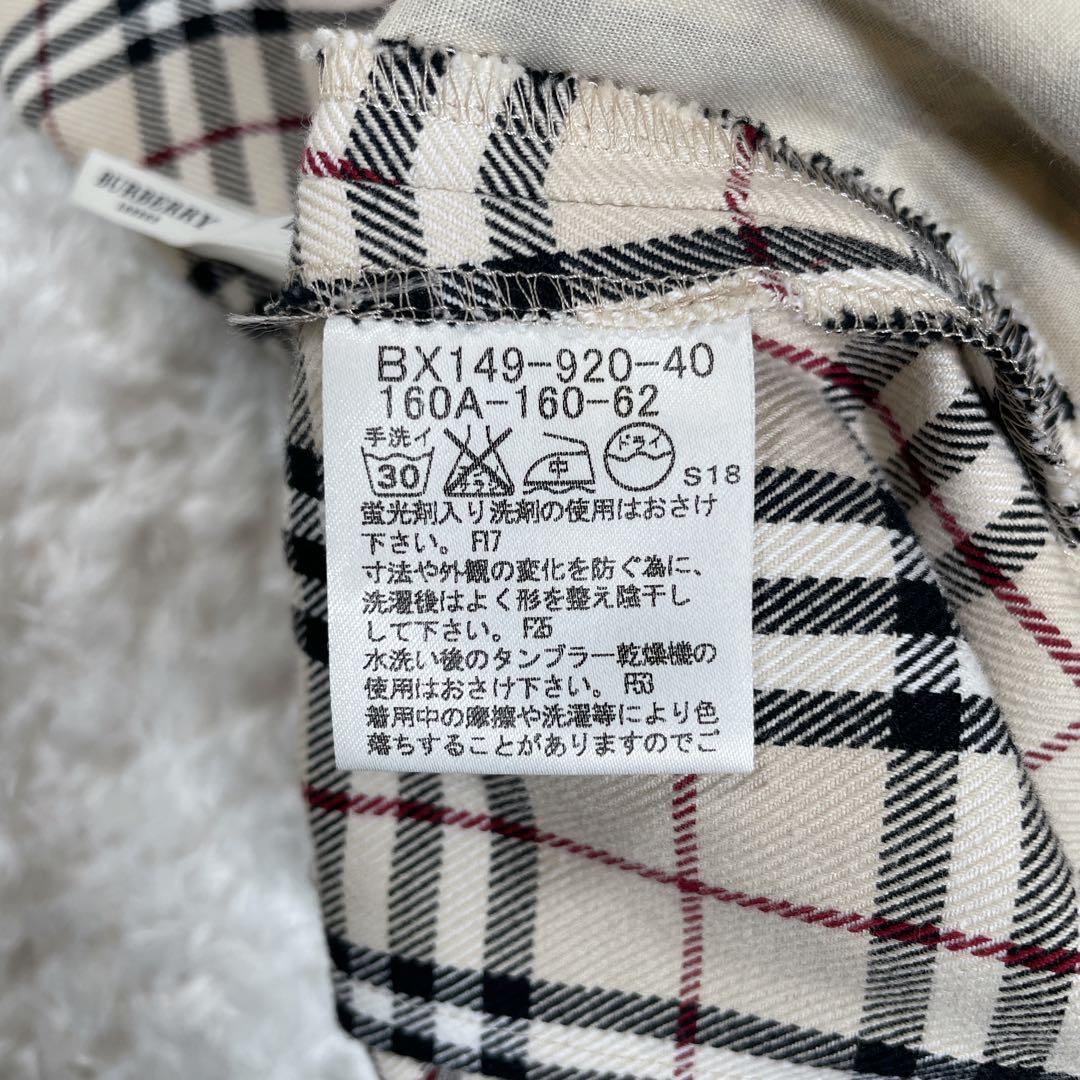 BURBERRY
BX149-920-40
160A-160-62
手洗イ
30
中
ドライ
S18
蛍光剤入り洗剤の使用はおさけ
下さい。 F17
寸法や外観の変化を防ぐ為に、
洗濯後はよく形を整え陰干し
して下さい。 F25
水洗い後のタンブラー乾燥機の
使用はおさけ下さい。 F53
着用中の摩擦や洗濯等により色
落ちすることがありますのでご